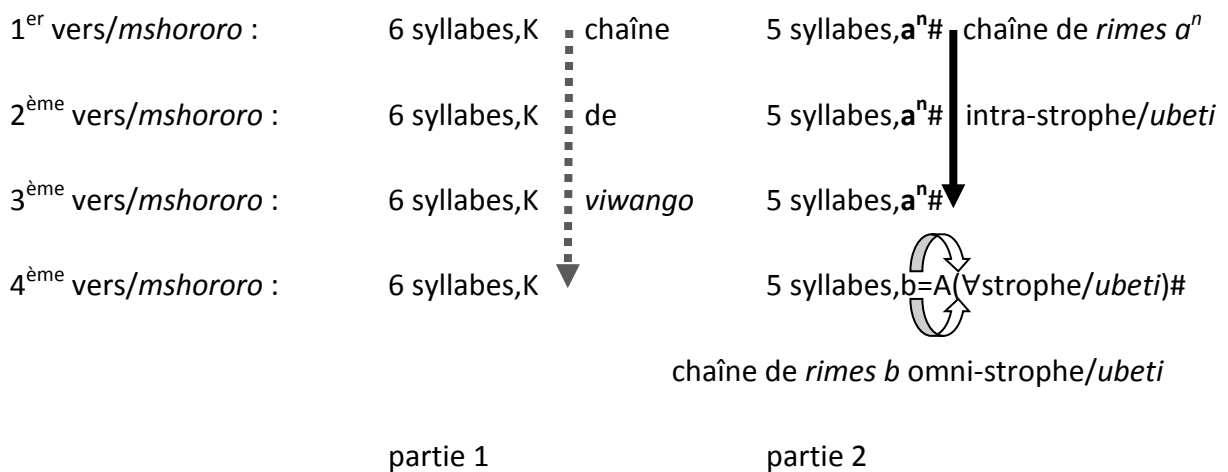 1er vers/mshororo : 6 syllabes,K chaîne 5 syllabes,aⁿ# chaîne de rimes aⁿ
2ème vers/mshororo : 6 syllabes,K de 5 syllabes,aⁿ# intra-strophe/ubeti
3ème vers/mshororo : 6 syllabes,K viwango 5 syllabes,aⁿ#
4ème vers/mshororo : 6 syllabes,K 5 syllabes,b=A(∀strophe/ubeti)#
chaîne de rimes b omni-strophe/ubeti
partie 1 partie 2